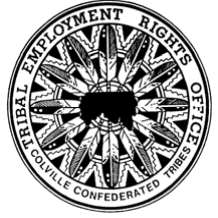 TRIBAL EMPLOYMENT RIGHTS OFFICE
COLVILLE CONFEDERATED TRIBES